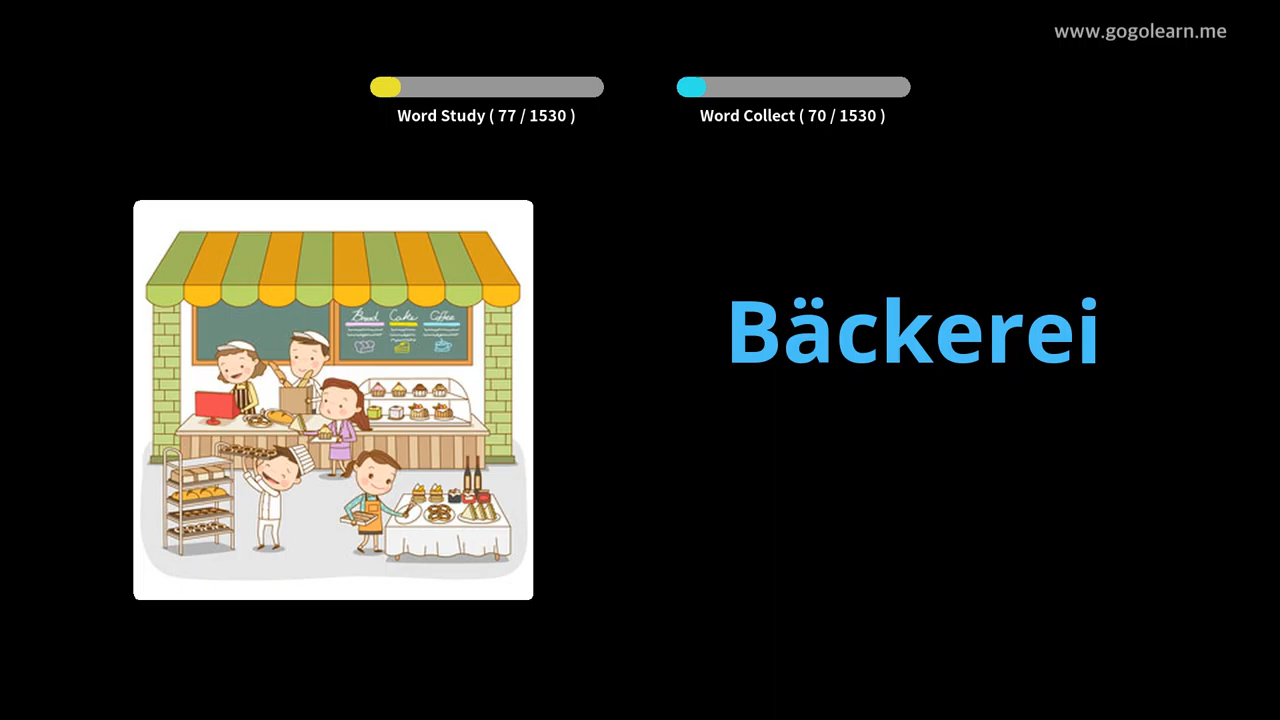 www.gogolearn.me
Word Study ( 77 / 1530 )
Word Collect ( 70 / 1530 )
Bread Cake Coffee
Bäckerei